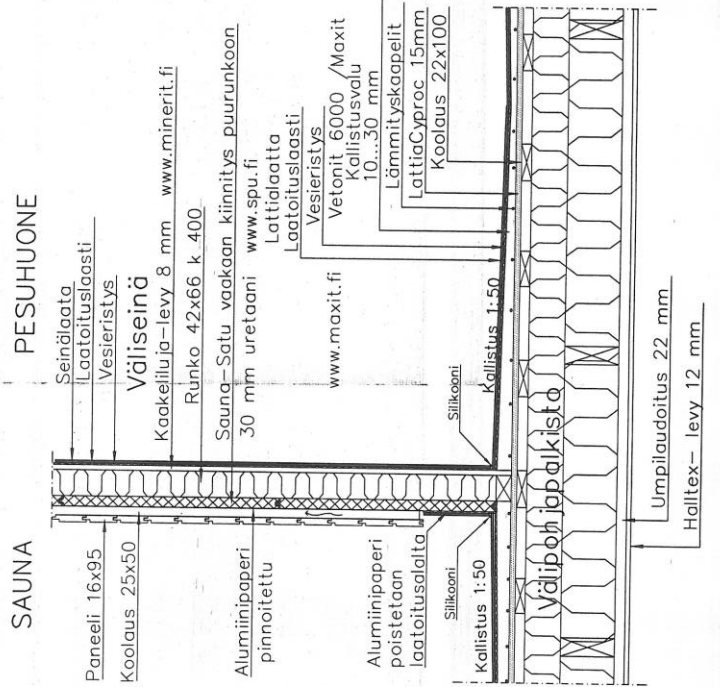 SAUNA
PESUHUONE
Paneeli 16x95
Koolaus 25x50
Alumiinipaperi
pinnoitettu
Alumiinipaperi
poistetaan
laatoitusalalta
Silikooni
Kallistus 1:50
Seinälaata
Laatoituslaasti
Vesieristys
Väliseinä
Kaakeliluja-levy 8 mm www.minerit.fi
Runko 42x66 k 400
Sauna-Satu vaakaan kiinnitys puurunkoon
30 mm uretaani www.spu.fi
Lattialaatta
Laatoituslaasti
Vesieristys
www.maxit.fi
Vetonit 6000 /Maxit
Kallistusvalu
10...30 mm
Lämmityskaapelit
LattiaCyproc 15mm
Koolaus 22x100
Silikooni
Kallistus 1:50
Välipohjapalkisto
Umpilaudoitus 22 mm
Halltex- levy 12 mm